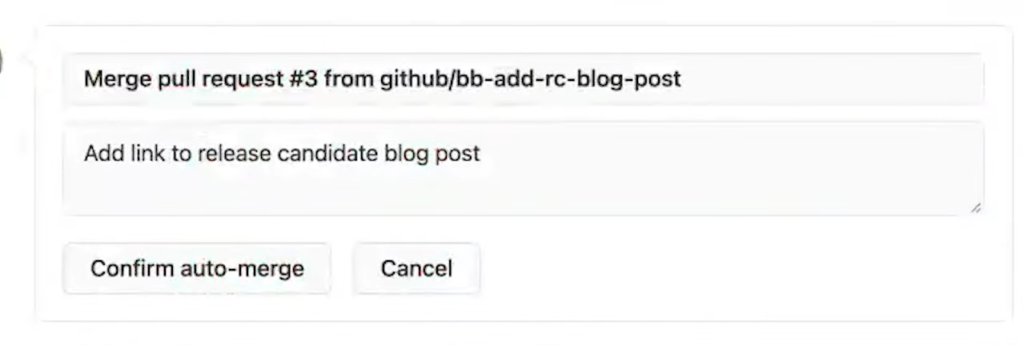 Merge pull request #3 from github/bb-add-rc-blog-post
Add link to release candidate blog post
Confirm auto-merge
Cancel